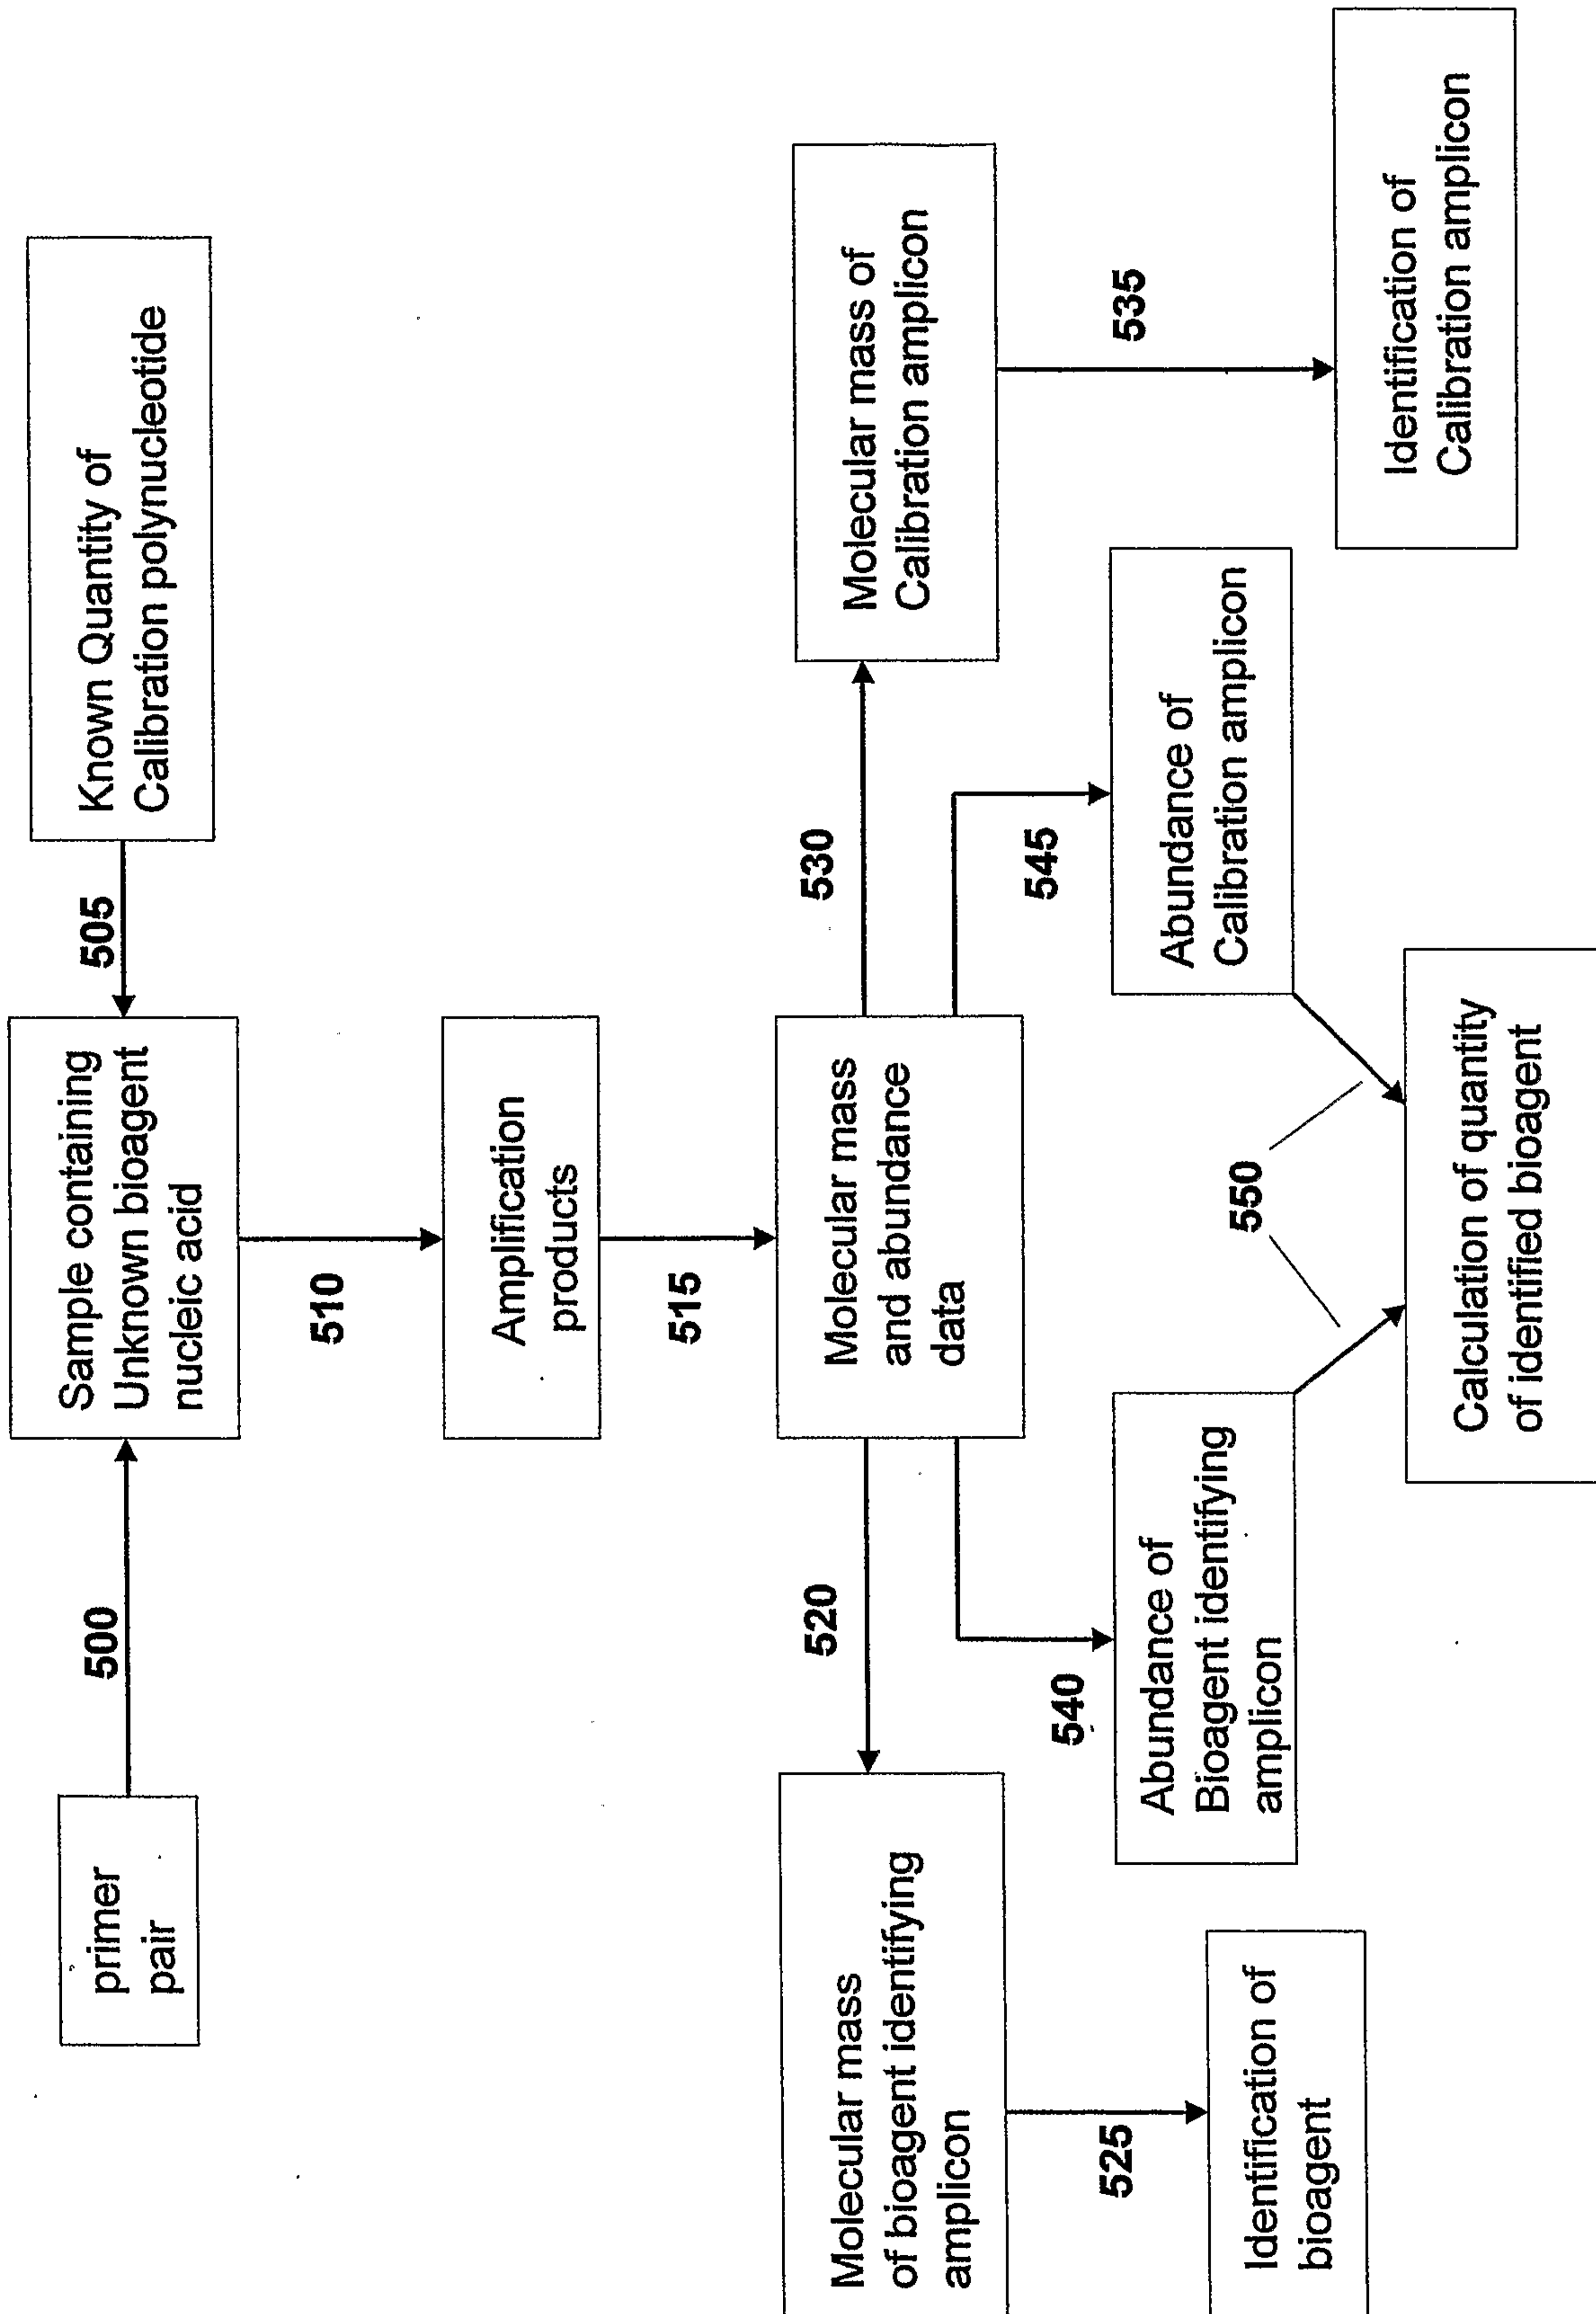 primer
pair
500
Sample containing
Unknown bioagent
nucleic acid
505
Known Quantity of
Calibration polynucleotide
510
Amplification
products
515
Molecular mass
and abundance
data
520
530
Molecular mass
of bioagent identifying
amplicon
Molecular mass of
Calibration amplicon
540
545
525
535
Abundance of
Bioagent identifying
amplicon
Abundance of
Calibration amplicon
Identification of
bioagent
550
Identification of
Calibration amplicon
Calculation of quantity
of identified bioagent